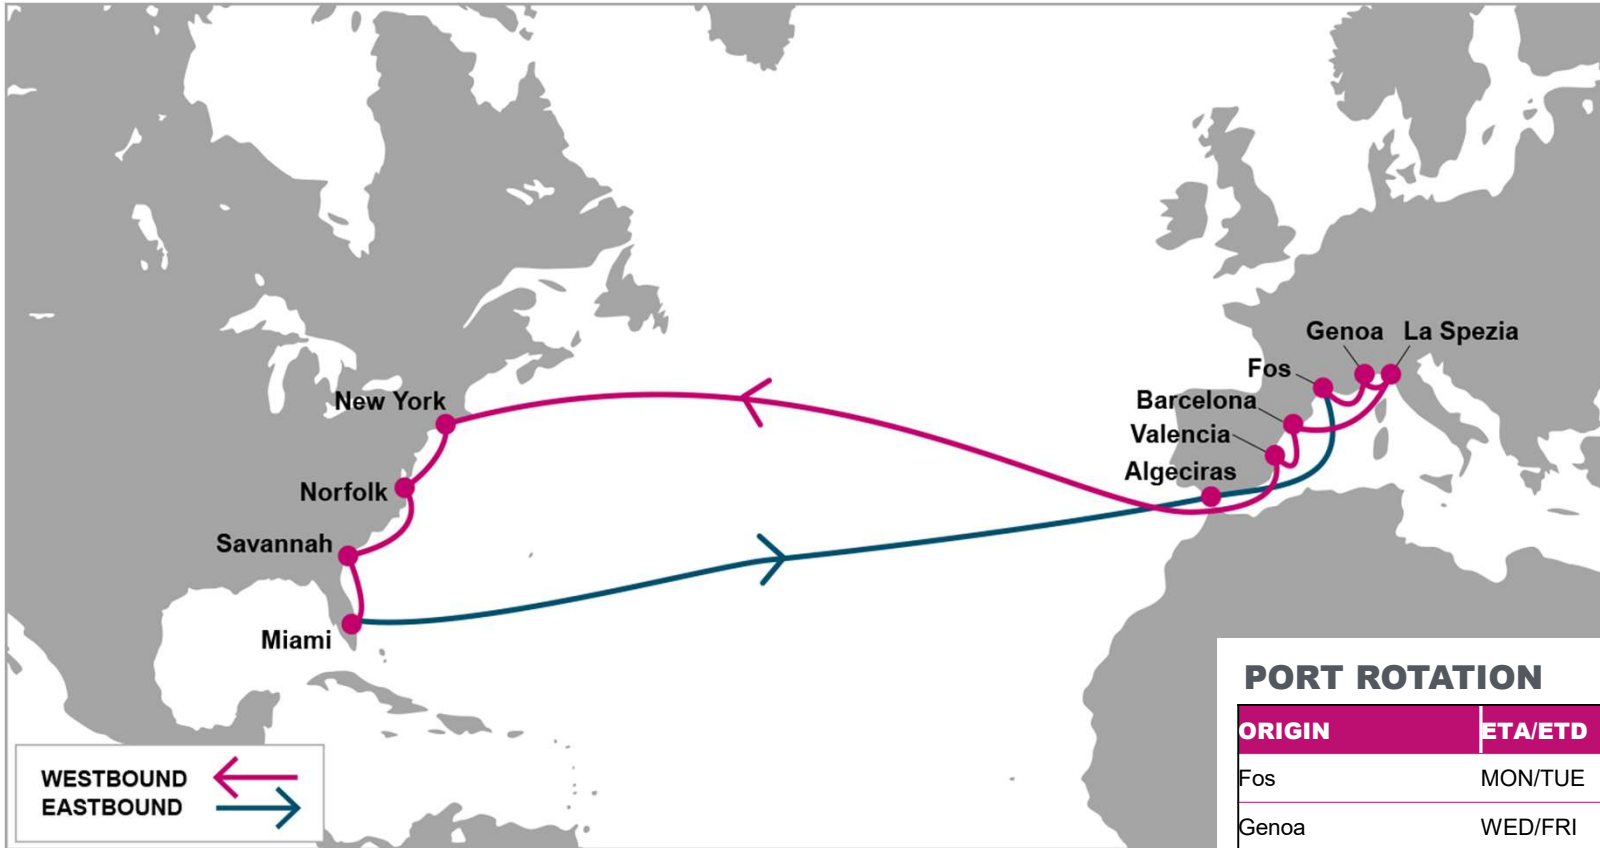 Genoa La Spezia
Fos
New York
Barcelona
Valencia
Algeciras
Norfolk
Savannah
Miami
PORT ROTATION
ORIGIN ETA/ETD
Fos MON/TUE
Genoa WED/FRI
WESTBOUND
EASTBOUND